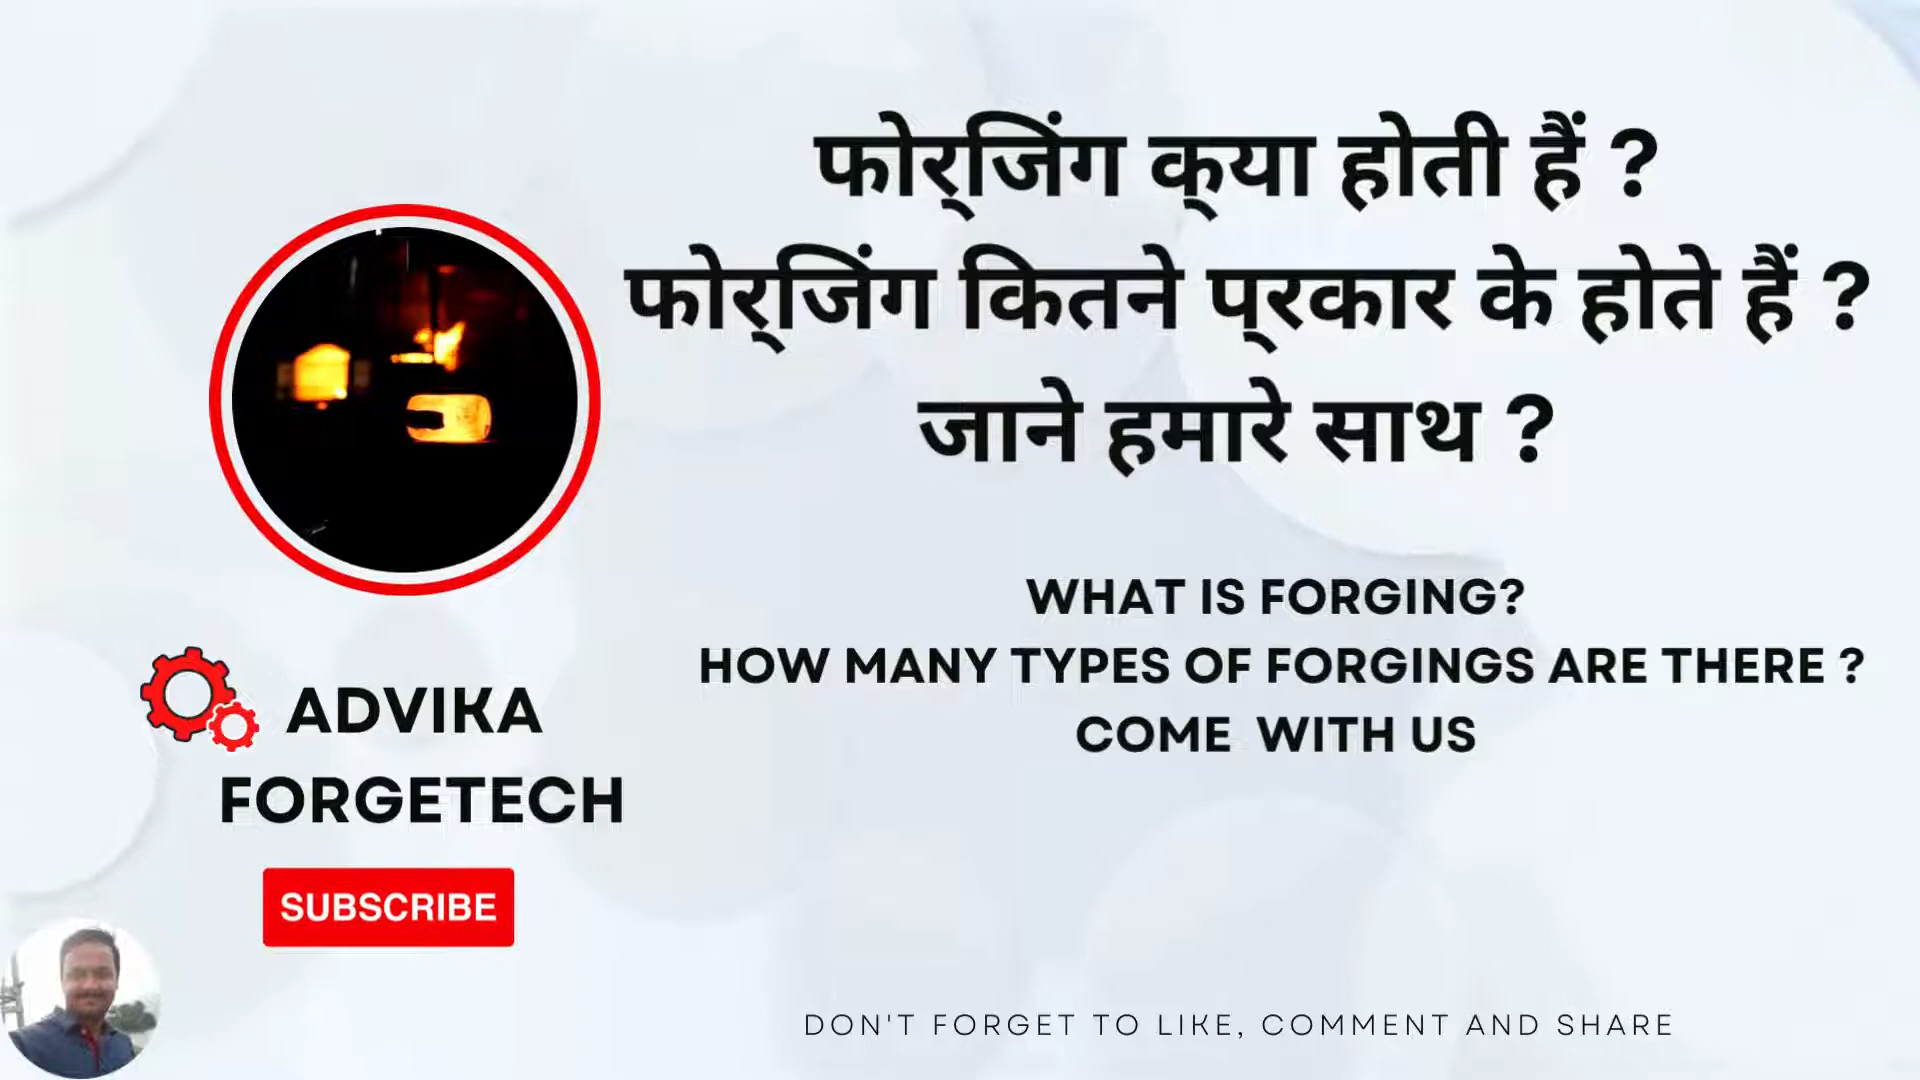 फोर्जिंग क्या होती हैं ?
फोर्जिंग कितने प्रकार के होते हैं ?
जाने हमारे साथ ?
WHAT IS FORGING?
HOW MANY TYPES OF FORGINGS ARE THERE ?
COME WITH US
ADVIKA
FORGETECH
SUBSCRIBE
DON'T FORGET TO LIKE, COMMENT AND SHARE